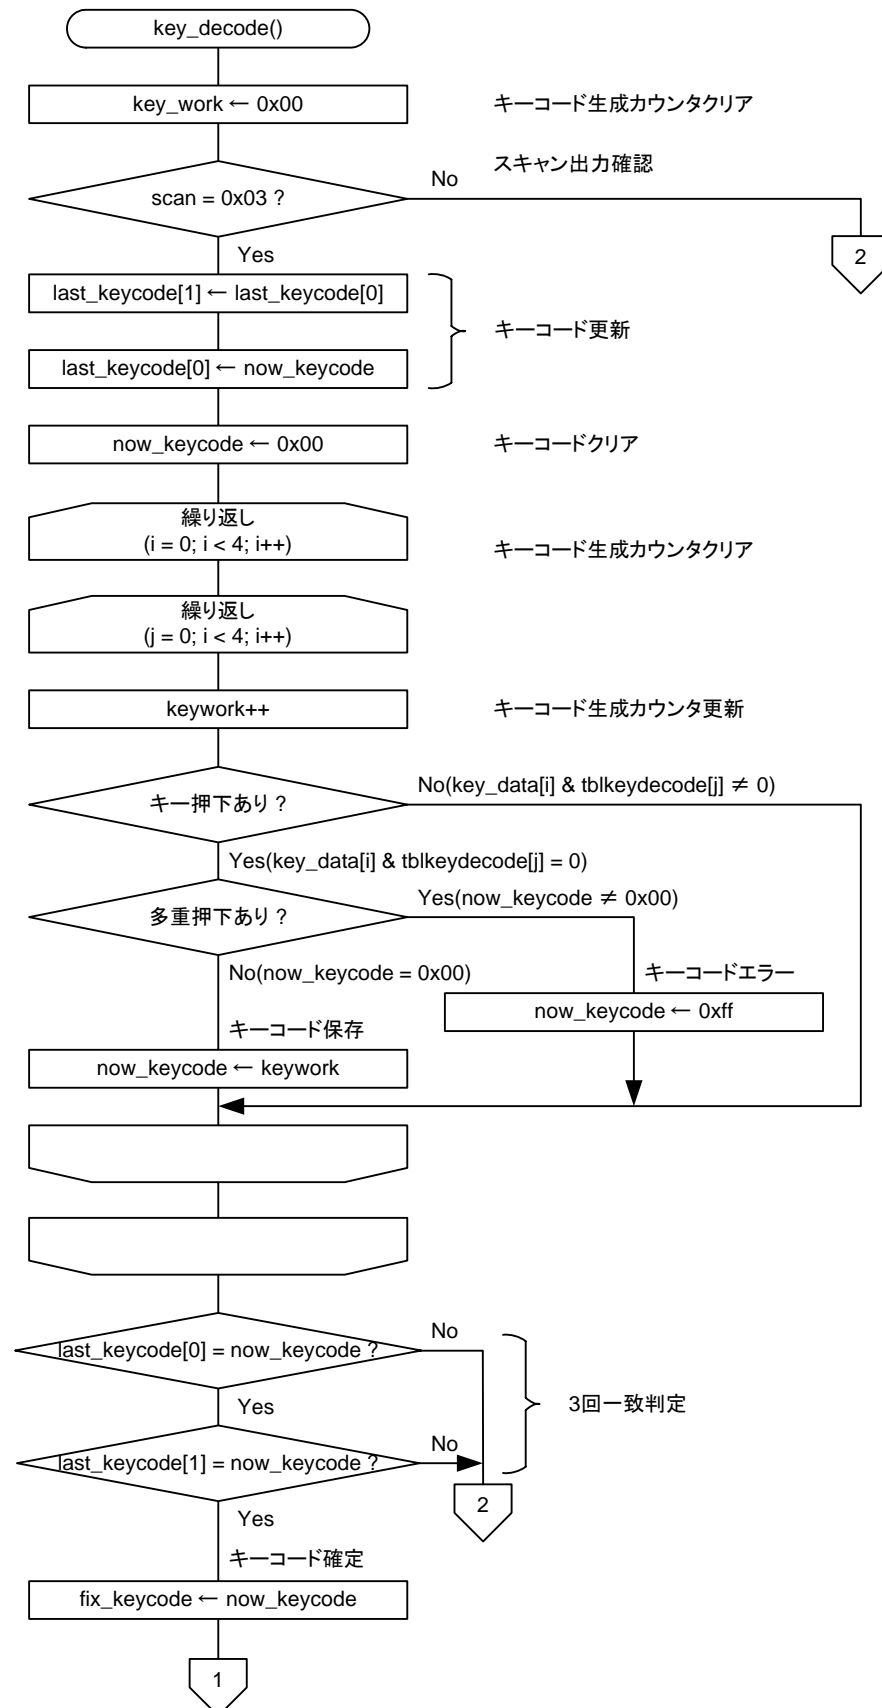 key_decode()
key_work ← 0x00
キーコード生成カウンタクリア
スキャン出力確認
scan = 0x03 ?
No
2
Yes
last_keycode[1] ← last_keycode[0]
キーコード更新
last_keycode[0] ← now_keycode
now_keycode ← 0x00
キーコードクリア
繰り返し
(i = 0; i < 4; i++)
キーコード生成カウンタクリア
繰り返し
(j = 0; i < 4; i++)
keywork++
キーコード生成カウンタ更新
キー押下あり ?
No(key_data[i] & tblkeydecode[j] ≠ 0)
Yes(key_data[i] & tblkeydecode[j] = 0)
多重押下あり ?
Yes(now_keycode ≠ 0x00)
No(now_keycode = 0x00)
キーコードエラー
now_keycode ← 0xff
キーコード保存
now_keycode ← keywork
last_keycode[0] = now_keycode ?
No
Yes
3回一致判定
last_keycode[1] = now_keycode ?
No
2
Yes
キーコード確定
fix_keycode ← now_keycode
1